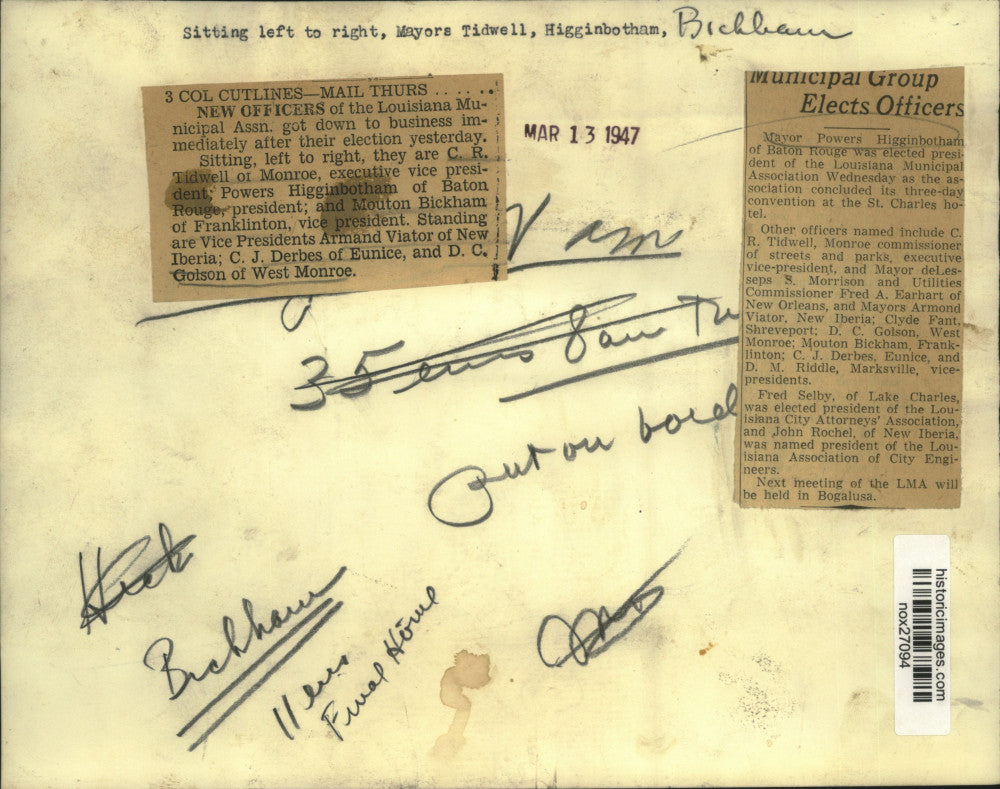 Sitting left to right, Mayors Tidwell, Higginbotham, Bickham
3 COL CUTLINES—MAIL THURS . . . . . .
NEW OFFICERS of the Louisiana Mu-
nicipal Assn. got down to business im-
mediately after their election yesterday.
Sitting, left to right, they are C. R.
Tidwell of Monroe, executive vice presi-
dent; Powers Higginbotham of Baton
Rouge, president; and Mouton Bickham
of Franklinton, vice president. Standing
are Vice Presidents Armand Viator of New
Iberia; C. J. Derbes of Eunice, and D. C.
Golson of West Monroe.
MAR 13 1947
Municipal Group
Elects Officers
Mayor Powers Higginbotham
of Baton Rouge was elected presi-
dent of the Louisiana Municipal
Association Wednesday as the as-
sociation concluded its three-day
convention at the St. Charles ho-
tel.
Other officers named include C.
R. Tidwell, Monroe commissioner
of streets and parks, executive
vice-president, and Mayor deLes-
seps S. Morrison and Utilities
Commissioner Fred A. Earhart of
New Orleans, and Mayors Armond
Viator, New Iberia; Clyde Fant,
Shreveport; D. C. Golson, West
Monroe; Mouton Bickham, Frank-
linton; C. J. Derbes, Eunice, and
D. M. Riddle, Marksville, vice-
presidents.
Fred Selby, of Lake Charles,
was elected president of the Lou-
isiana City Attorneys' Association,
and John Rochel, of New Iberia,
was named president of the Lou-
isiana Association of City Engi-
neers.
Next meeting of the LMA will
be held in Bogalusa.
35 ems 8am
put on
Bickham
11 ems
Final Home
historicimages.com
nox27094